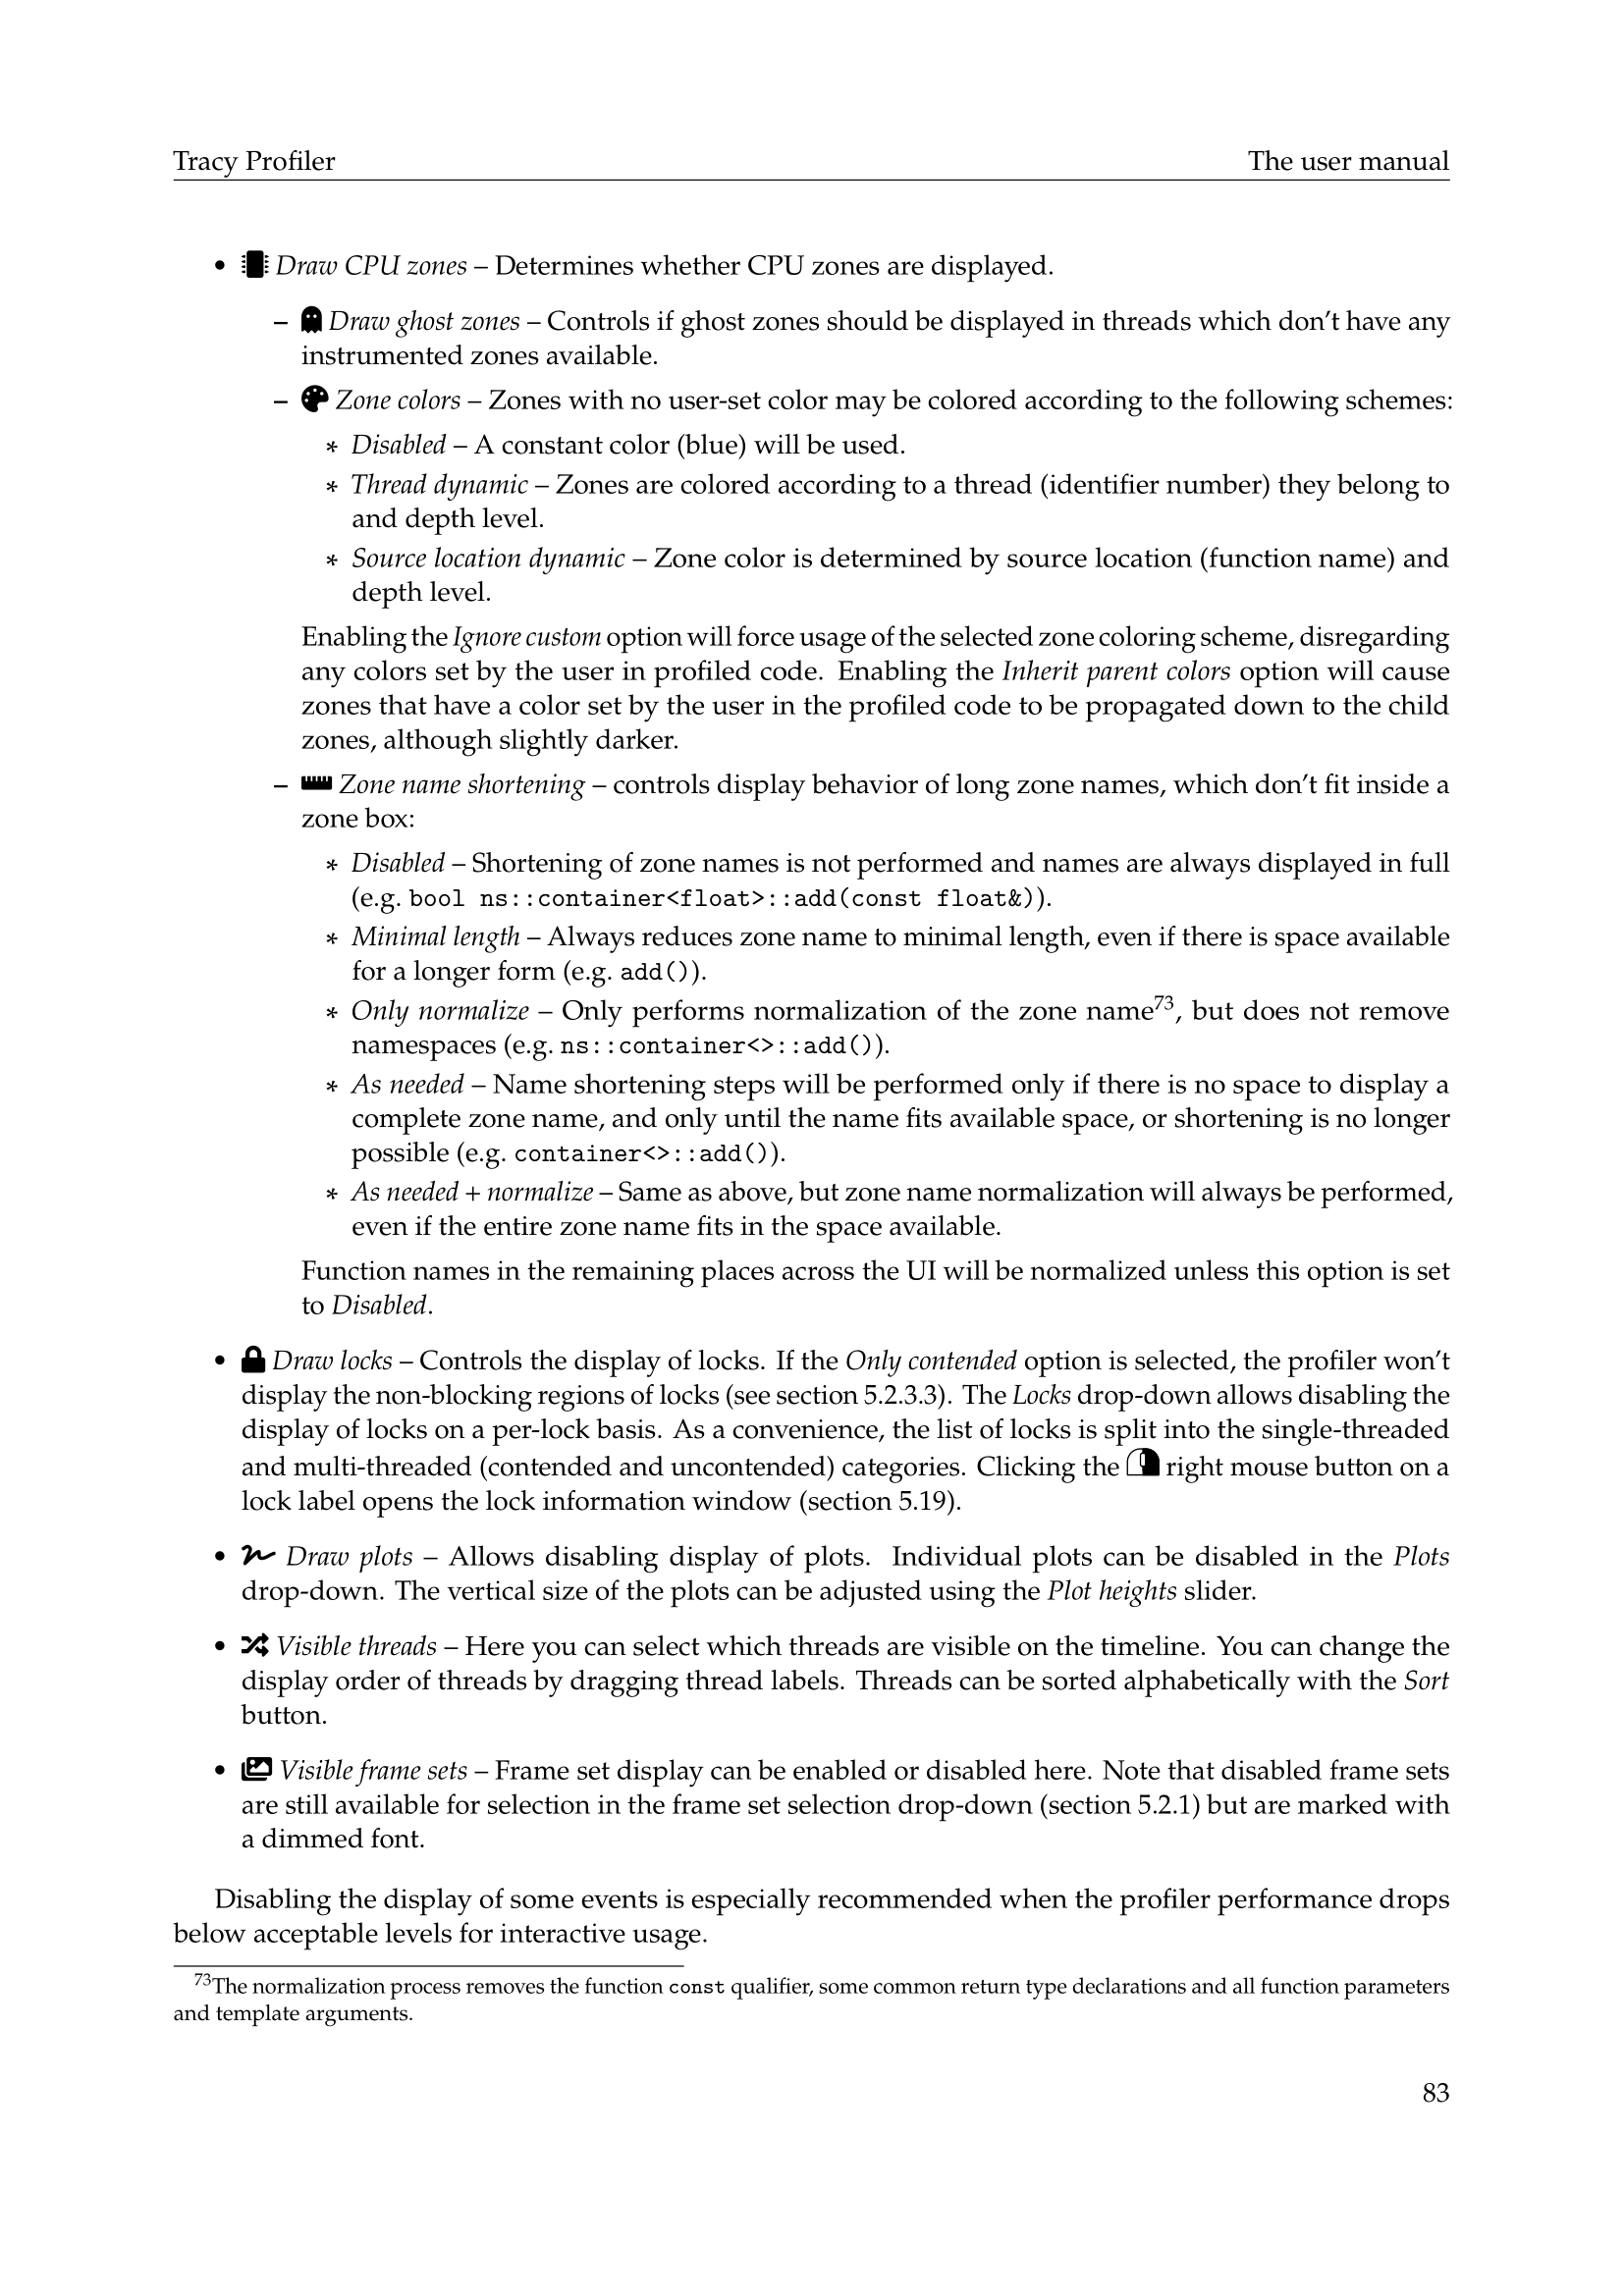 Tracy Profiler The user manual
• Draw CPU zones – Determines whether CPU zones are displayed.
– Draw ghost zones – Controls if ghost zones should be displayed in threads which don’t have any
instrumented zones available.
– Zone colors – Zones with no user-set color may be colored according to the following schemes:
∗ Disabled – A constant color (blue) will be used.
∗ Thread dynamic – Zones are colored according to a thread (identifier number) they belong to
and depth level.
∗ Source location dynamic – Zone color is determined by source location (function name) and
depth level.
Enabling the Ignore custom option will force usage of the selected zone coloring scheme, disregarding
any colors set by the user in profiled code. Enabling the Inherit parent colors option will cause
zones that have a color set by the user in the profiled code to be propagated down to the child
zones, although slightly darker.
– Zone name shortening – controls display behavior of long zone names, which don’t fit inside a
zone box:
∗ Disabled – Shortening of zone names is not performed and names are always displayed in full
(e.g. bool ns::container<float>::add(const float&)).
∗ Minimal length – Always reduces zone name to minimal length, even if there is space available
for a longer form (e.g. add()).
∗ Only normalize – Only performs normalization of the zone name73, but does not remove
namespaces (e.g. ns::container<>::add()).
∗ As needed – Name shortening steps will be performed only if there is no space to display a
complete zone name, and only until the name fits available space, or shortening is no longer
possible (e.g. container<>::add()).
∗ As needed + normalize – Same as above, but zone name normalization will always be performed,
even if the entire zone name fits in the space available.
Function names in the remaining places across the UI will be normalized unless this option is set
to Disabled.
• Draw locks – Controls the display of locks. If the Only contended option is selected, the profiler won’t
display the non-blocking regions of locks (see section 5.2.3.3). The Locks drop-down allows disabling the
display of locks on a per-lock basis. As a convenience, the list of locks is split into the single-threaded
and multi-threaded (contended and uncontended) categories. Clicking the right mouse button on a
lock label opens the lock information window (section 5.19).
• Draw plots – Allows disabling display of plots. Individual plots can be disabled in the Plots
drop-down. The vertical size of the plots can be adjusted using the Plot heights slider.
• Visible threads – Here you can select which threads are visible on the timeline. You can change the
display order of threads by dragging thread labels. Threads can be sorted alphabetically with the Sort
button.
• Visible frame sets – Frame set display can be enabled or disabled here. Note that disabled frame sets
are still available for selection in the frame set selection drop-down (section 5.2.1) but are marked with
a dimmed font.
Disabling the display of some events is especially recommended when the profiler performance drops
below acceptable levels for interactive usage.
73The normalization process removes the function const qualifier, some common return type declarations and all function parameters
and template arguments.
83